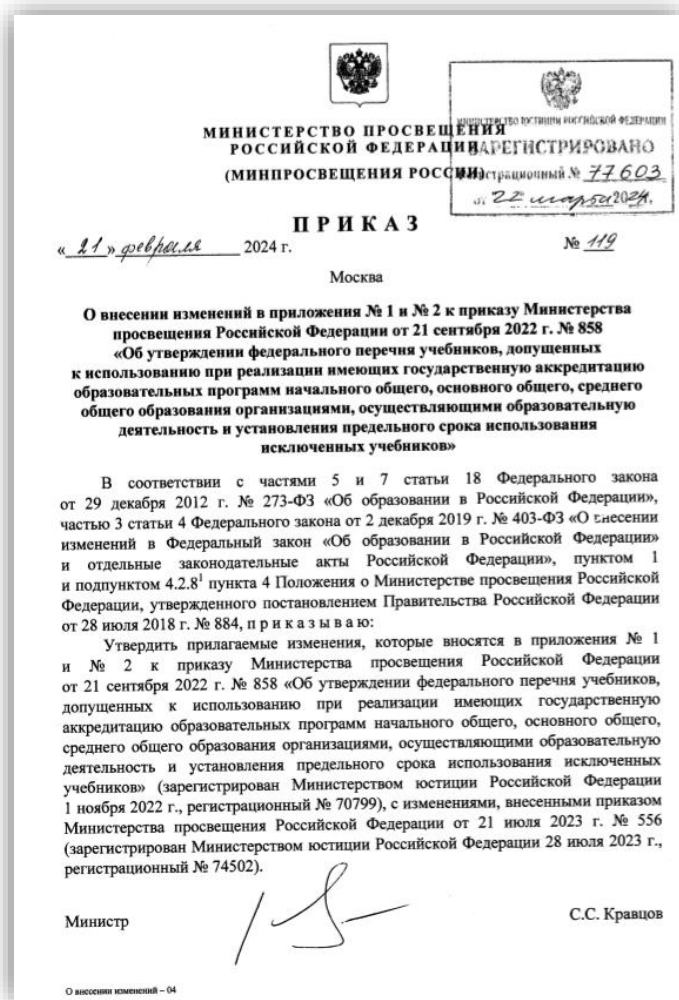 МИНИСТЕРСТВО ПРОСВЕЩЕНИЯ
РОССИЙСКОЙ ФЕДЕРАЦИИ
(МИНПРОСВЕЩЕНИЯ РОССИИ)
МИНИСТЕРСТВО ЮСТИЦИИ РОССИЙСКОЙ ФЕДЕРАЦИИ
ЗАРЕГИСТРИРОВАНО
Регистрационный № 77603
от 22 марта 2024.
ПРИКАЗ
« 21 » февраля 2024 г.
№ 119
Москва
О внесении изменений в приложения № 1 и № 2 к приказу Министерства
просвещения Российской Федерации от 21 сентября 2022 г. № 858
«Об утверждении федерального перечня учебников, допущенных
к использованию при реализации имеющих государственную аккредитацию
образовательных программ начального общего, основного общего, среднего
общего образования организациями, осуществляющими образовательную
деятельность и установления предельного срока использования
исключенных учебников»
В соответствии с частями 5 и 7 статьи 18 Федерального закона
от 29 декабря 2012 г. № 273-ФЗ «Об образовании в Российской Федерации»,
частью 3 статьи 4 Федерального закона от 2 декабря 2019 г. № 403-ФЗ «О внесении
изменений в Федеральный закон «Об образовании в Российской Федерации»
и отдельные законодательные акты Российской Федерации», пунктом 1
и подпунктом 4.2.8¹ пункта 4 Положения о Министерстве просвещения Российской
Федерации, утвержденного постановлением Правительства Российской Федерации
от 28 июля 2018 г. № 884, п р и к а з ы в а ю:
Утвердить прилагаемые изменения, которые вносятся в приложения № 1
и № 2 к приказу Министерства просвещения Российской Федерации
от 21 сентября 2022 г. № 858 «Об утверждении федерального перечня учебников,
допущенных к использованию при реализации имеющих государственную
аккредитацию образовательных программ начального общего, основного общего,
среднего общего образования организациями, осуществляющими образовательную
деятельность и установления предельного срока использования исключенных
учебников» (зарегистрирован Министерством юстиции Российской Федерации
1 ноября 2022 г., регистрационный № 70799), с изменениями, внесенными приказом
Министерства просвещения Российской Федерации от 21 июля 2023 г. № 556
(зарегистрирован Министерством юстиции Российской Федерации 28 июля 2023 г.,
регистрационный № 74502).
Министр
С.С. Кравцов
О внесении изменений – 04